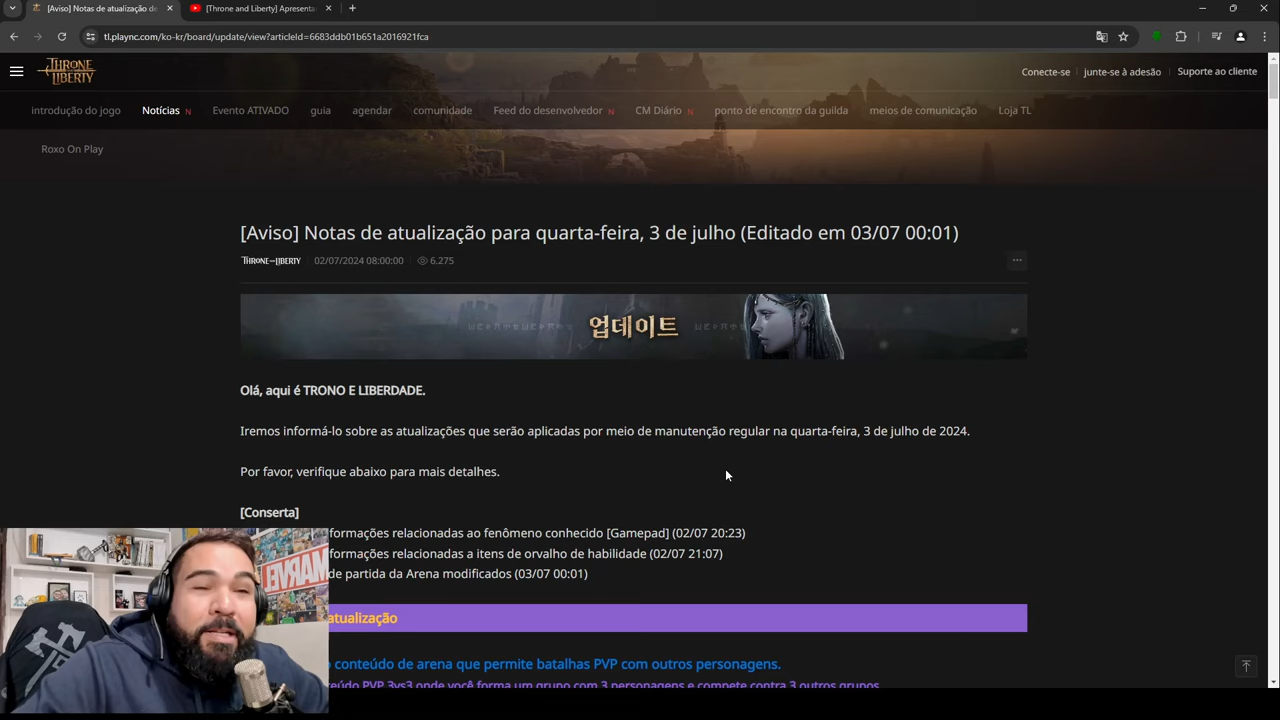 [Aviso] Notas de atualização de
[Throne and Liberty] Apresenta
tl.plaync.com/ko-kr/board/update/view?articleId=6683ddb01b651a2016921fca
THRONE AND LIBERTY
Conecte-se | junte-se à adesão | Suporte ao cliente
introdução do jogo Notícias N Evento ATIVADO guia agendar comunidade Feed do desenvolvedor N CM Diário N ponto de encontro da guilda meios de comunicação Loja TL
Roxo On Play
[Aviso] Notas de atualização para quarta-feira, 3 de julho (Editado em 03/07 00:01)
THRONE AND LIBERTY 02/07/2024 08:00:00 6.275
업데이트
Olá, aqui é TRONO E LIBERDADE.
Iremos informá-lo sobre as atualizações que serão aplicadas por meio de manutenção regular na quarta-feira, 3 de julho de 2024.
Por favor, verifique abaixo para mais detalhes.
[Conserta]
formações relacionadas ao fenômeno conhecido [Gamepad] (02/07 20:23)
formações relacionadas a itens de orvalho de habilidade (02/07 21:07)
de partida da Arena modificados (03/07 00:01)
atualização
conteúdo de arena que permite batalhas PVP com outros personagens.
teúdo PVP 3vs3 onde você forma um grupo com 3 personagens e compete contra 3 outros grupos
MARVEL